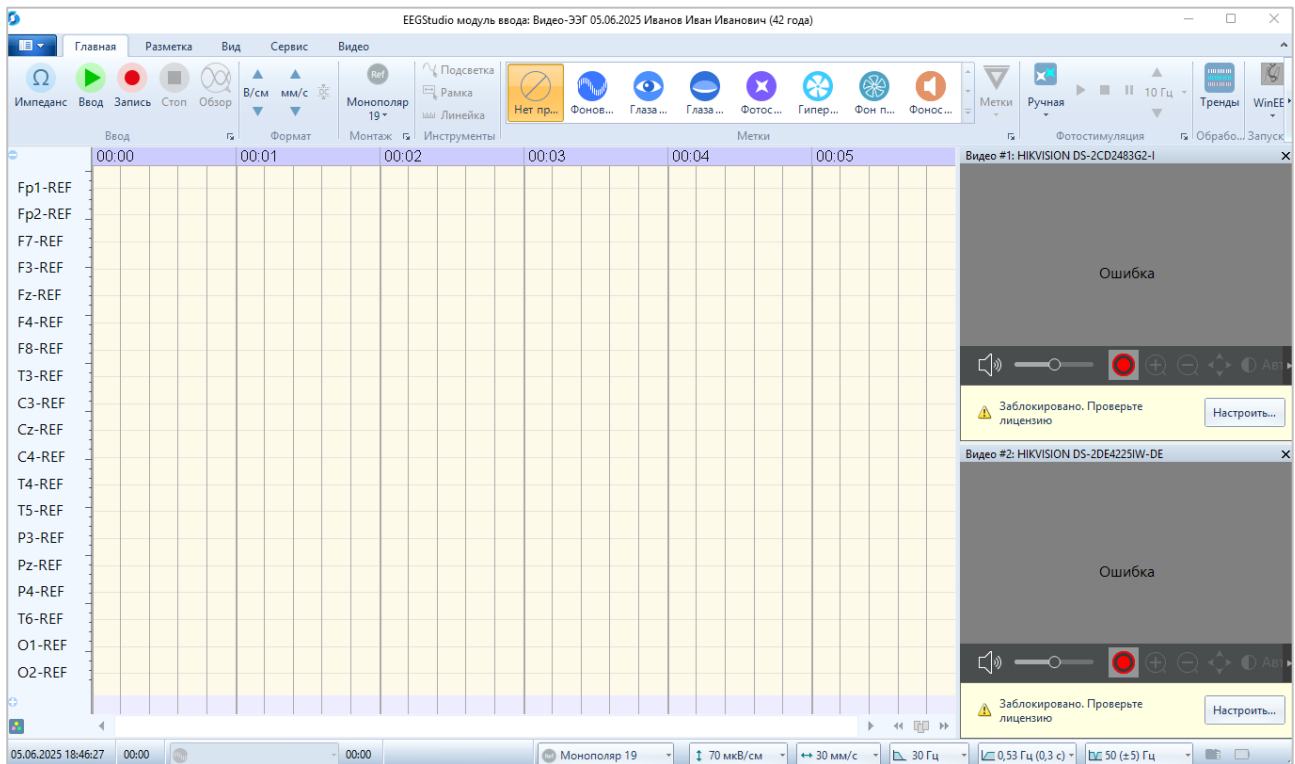 EEGStudio модуль ввода: Видео-ЭЭГ 05.06.2025 Иванов Иван Иванович (42 года)
Главная Разметка Вид Сервис Видео
Импеданс Ввод Запись Стоп Обзор
В/см мм/с
Ref
Монополяр
19
Подсветка
Рамка
Линейка
Нет пр... Фонов... Глаза ... Глаза ... Фотос... Гипер... Фон п... Фонос...
Метки
Ручная
10 Гц
Тренды
WinEE
Ввод Формат Монтаж Инструменты Метки Фотостимуляция Обрабо... Запуск
00:00 00:01 00:02 00:03 00:04 00:05
Fp1-REF
Fp2-REF
F7-REF
F3-REF
Fz-REF
F4-REF
F8-REF
T3-REF
C3-REF
Cz-REF
C4-REF
T4-REF
T5-REF
P3-REF
Pz-REF
P4-REF
T6-REF
O1-REF
O2-REF
Видео #1: HIKVISION DS-2CD2483G2-I
Ошибка
Авт
Заблокировано. Проверьте
лицензию
Настроить...
Видео #2: HIKVISION DS-2DE4225IW-DE
Ошибка
Авт
Заблокировано. Проверьте
лицензию
Настроить...
05.06.2025 18:46:27 00:00 00:00 Монополяр 19 70 мкВ/см 30 мм/с 30 Гц 0,53 Гц (0,3 с) 50 (±5) Гц